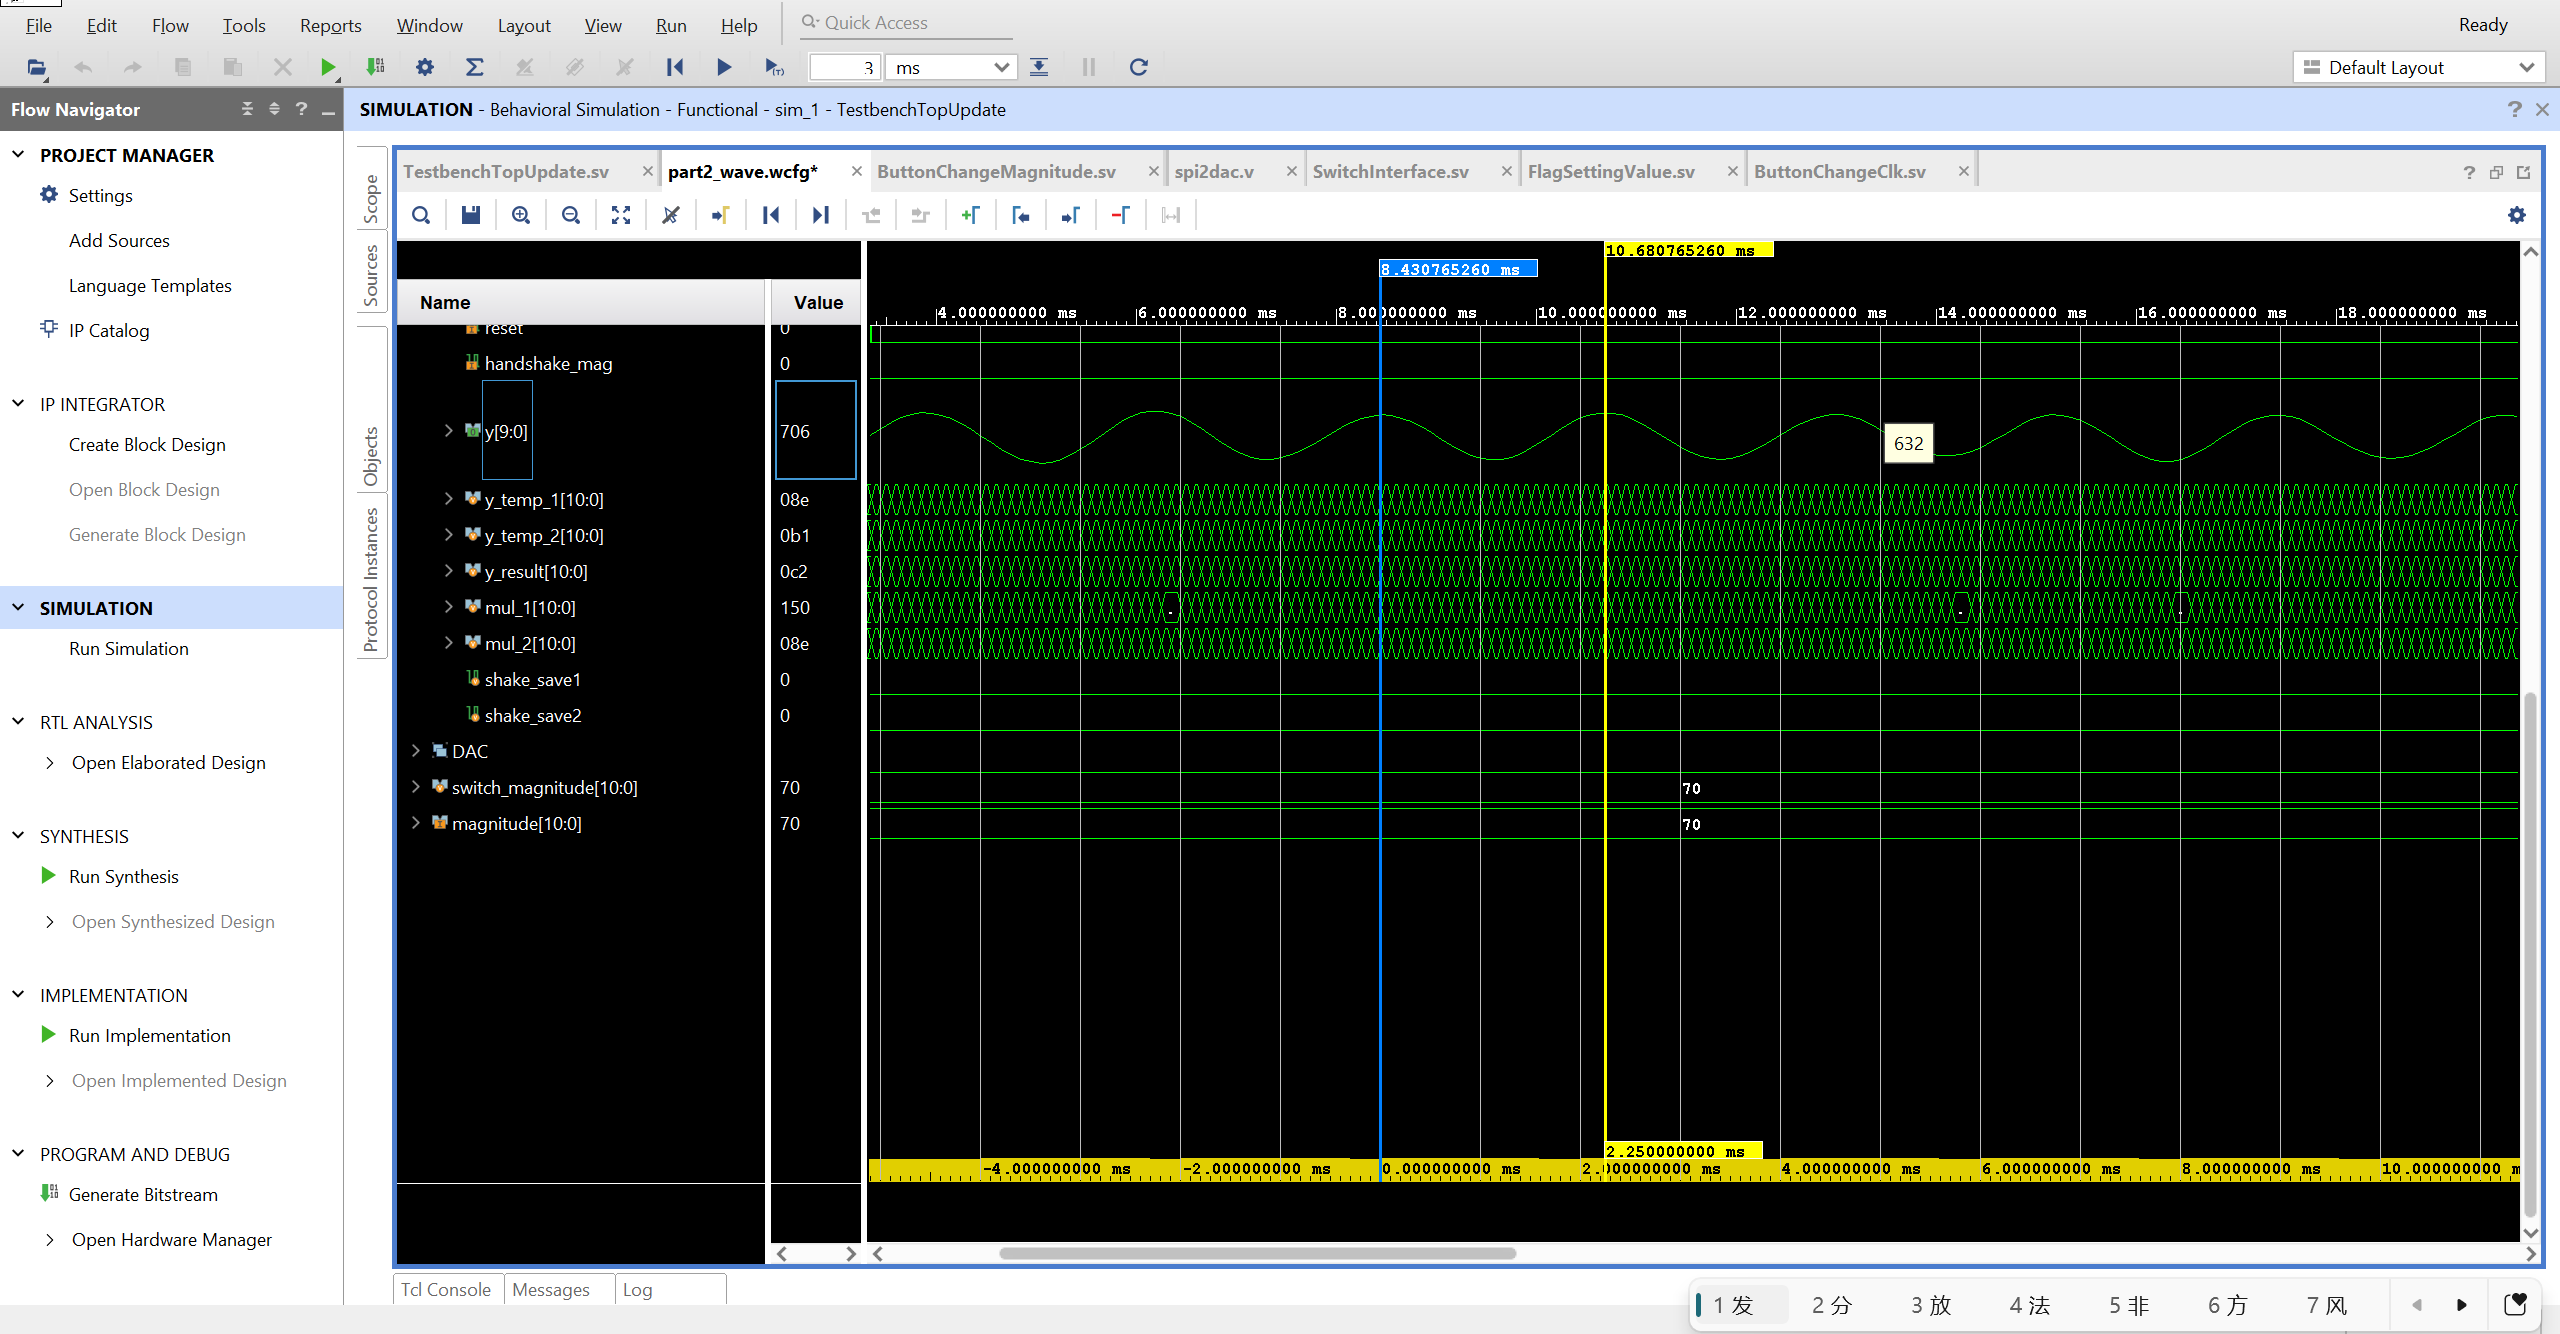 File Edit Flow Tools Reports Window Layout View Run Help Quick Access Ready
3 ms Default Layout
Flow Navigator
SIMULATION - Behavioral Simulation - Functional - sim_1 - TestbenchTopUpdate
PROJECT MANAGER
Settings
Add Sources
Language Templates
IP Catalog
IP INTEGRATOR
Create Block Design
Open Block Design
Generate Block Design
SIMULATION
Run Simulation
RTL ANALYSIS
Open Elaborated Design
SYNTHESIS
Run Synthesis
Open Synthesized Design
IMPLEMENTATION
Run Implementation
Open Implemented Design
PROGRAM AND DEBUG
Generate Bitstream
Open Hardware Manager
Scope
Sources
Objects
Protocol Instances
TestbenchTopUpdate.sv part2_wave.wcfg* ButtonChangeMagnitude.sv spi2dac.v SwitchInterface.sv FlagSettingValue.sv ButtonChangeClk.sv
10.680765260 ms
8.430765260 ms
Name Value
4.000000000 ms 6.000000000 ms 8.000000000 ms 10.000000000 ms 12.000000000 ms 14.000000000 ms 16.000000000 ms 18.000000000 ms
reset 0
handshake_mag 0
y[9:0] 706
632
y_temp_1[10:0] 08e
y_temp_2[10:0] 0b1
y_result[10:0] 0c2
mul_1[10:0] 150
mul_2[10:0] 08e
shake_save1 0
shake_save2 0
DAC
switch_magnitude[10:0] 70 70
magnitude[10:0] 70 70
2.250000000 ms
-4.000000000 ms -2.000000000 ms 0.000000000 ms 2.000000000 ms 4.000000000 ms 6.000000000 ms 8.000000000 ms 10.000000000 m
Tcl Console Messages Log
1 发 2 分 3 放 4 法 5 非 6 方 7 风